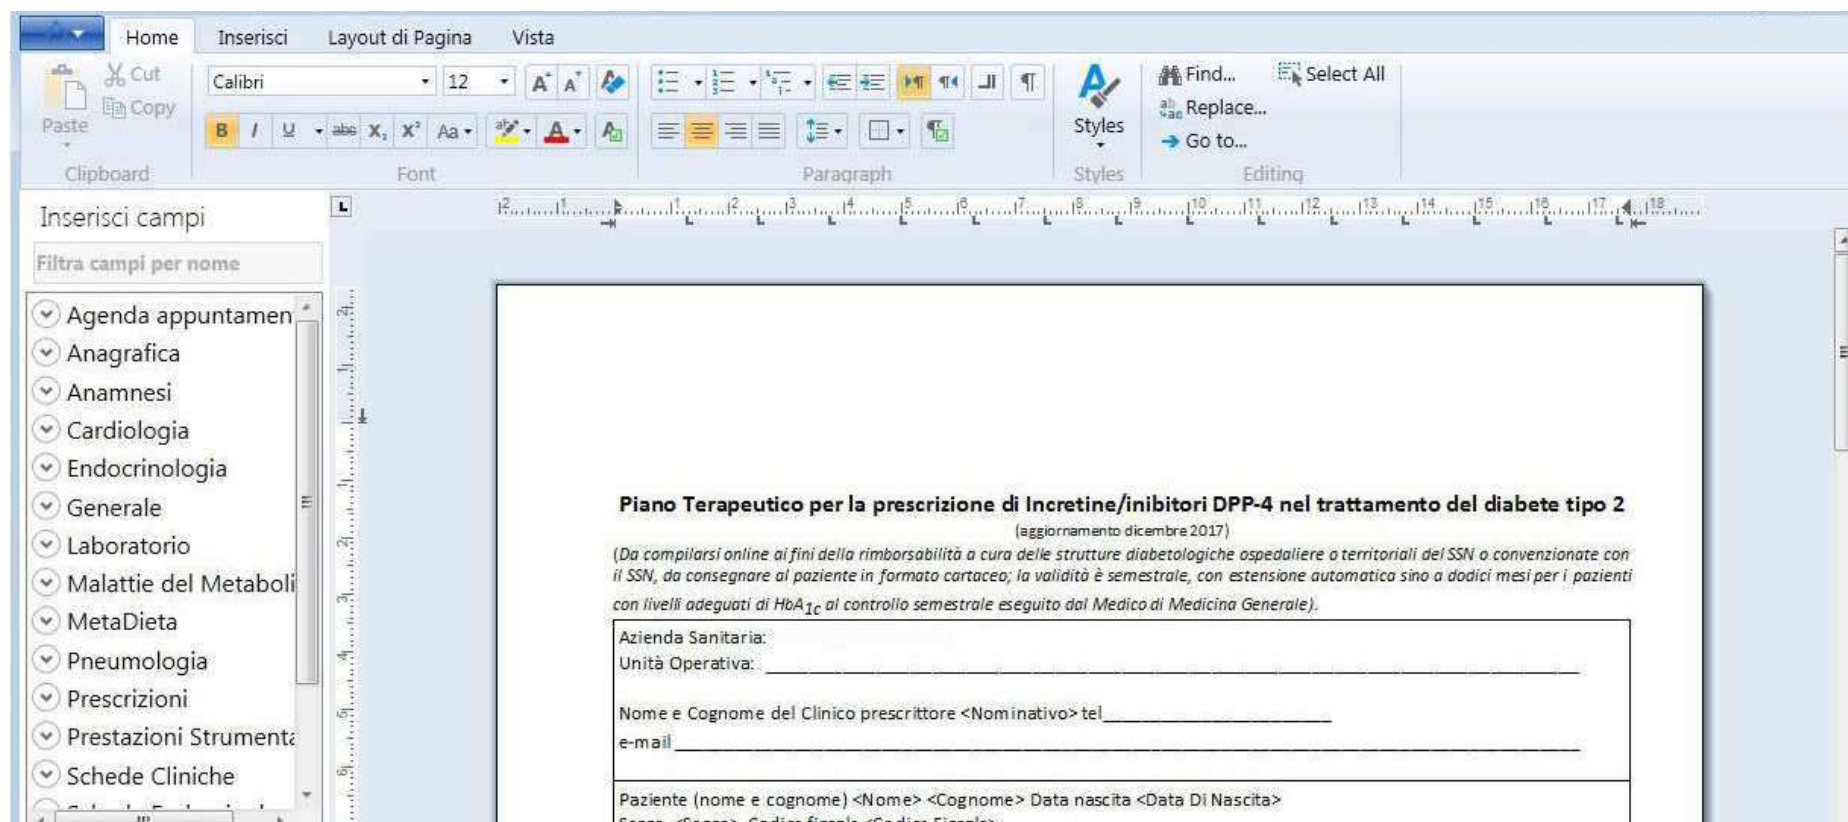 Home Inserisci Layout di Pagina Vista
Cut
Copy
Paste
Calibri 12
Find...
Replace...
Go to...
Select All
Styles
Clipboard Font Paragraph Styles Editing
Inserisci campi
Filtra campi per nome
Agenda appuntamen
Anagrafica
Anamnesi
Cardiologia
Endocrinologia
Generale
Laboratorio
Malattie del Metaboli
MetaDieta
Pneumologia
Prescrizioni
Prestazioni Strumenta
Schede Cliniche
Piano Terapeutico per la prescrizione di Incretine/inibitori DPP-4 nel trattamento del diabete tipo 2
(aggiornamento dicembre 2017)
(Da compilarsi online ai fini della rimborsabilità a cura delle strutture diabetologiche ospedaliere o territoriali del SSN o convenzionate con
il SSN, da consegnare al paziente in formato cartaceo; la validità è semestrale, con estensione automatica sino a dodici mesi per i pazienti
con livelli adeguati di HbA1c al controllo semestrale eseguito dal Medico di Medicina Generale).
Azienda Sanitaria:
Unità Operativa:
Nome e Cognome del Clinico prescrittore <Nominativo> tel
e-mail
Paziente (nome e cognome) <Nome> <Cognome> Data nascita <Data Di Nascita>